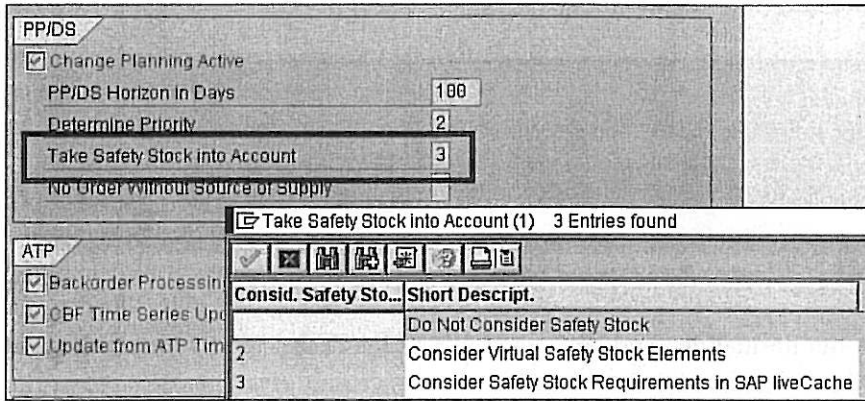 PP/DS
Change Planning Active
PP/DS Horizon in Days 100
Determine Priority 2
Take Safety Stock into Account 3
No Order Without Source of Supply
Take Safety Stock into Account (1) 3 Entries found
ATP
Backorder Processin
CBF Time Series Upd
Update from ATP Tim
Consid. Safety Sto... Short Descript.
Do Not Consider Safety Stock
2 Consider Virtual Safety Stock Elements
3 Consider Safety Stock Requirements in SAP liveCache